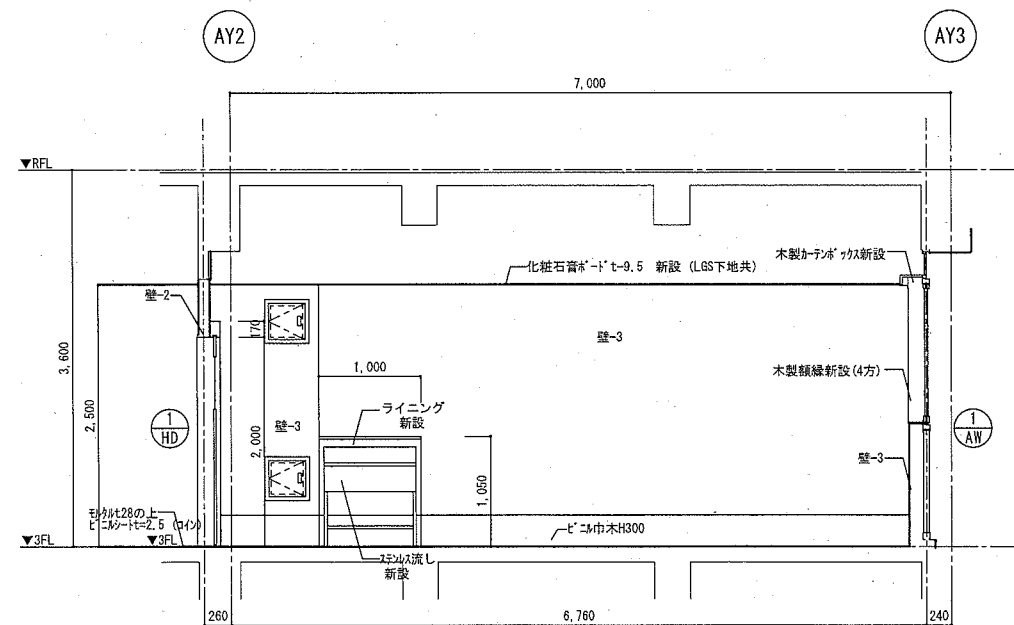 AY2
AY3
7,000
▼RFL
化粧石膏ボードt-9.5 新設 (LGS下地共)
木製カーテンボックス新設
壁-2
170
壁-3
3,600
1,000
木製額縁新設(4方)
2,500
ライニング
新設
1
HD
壁-3
2,000
1
AW
壁-3
1,050
モルタルt28の上
ビニルシートt=2.5 (コイン)
ビニル巾木H300
▼3FL
▼3FL
ステンレス流し
新設
260
6,760
240